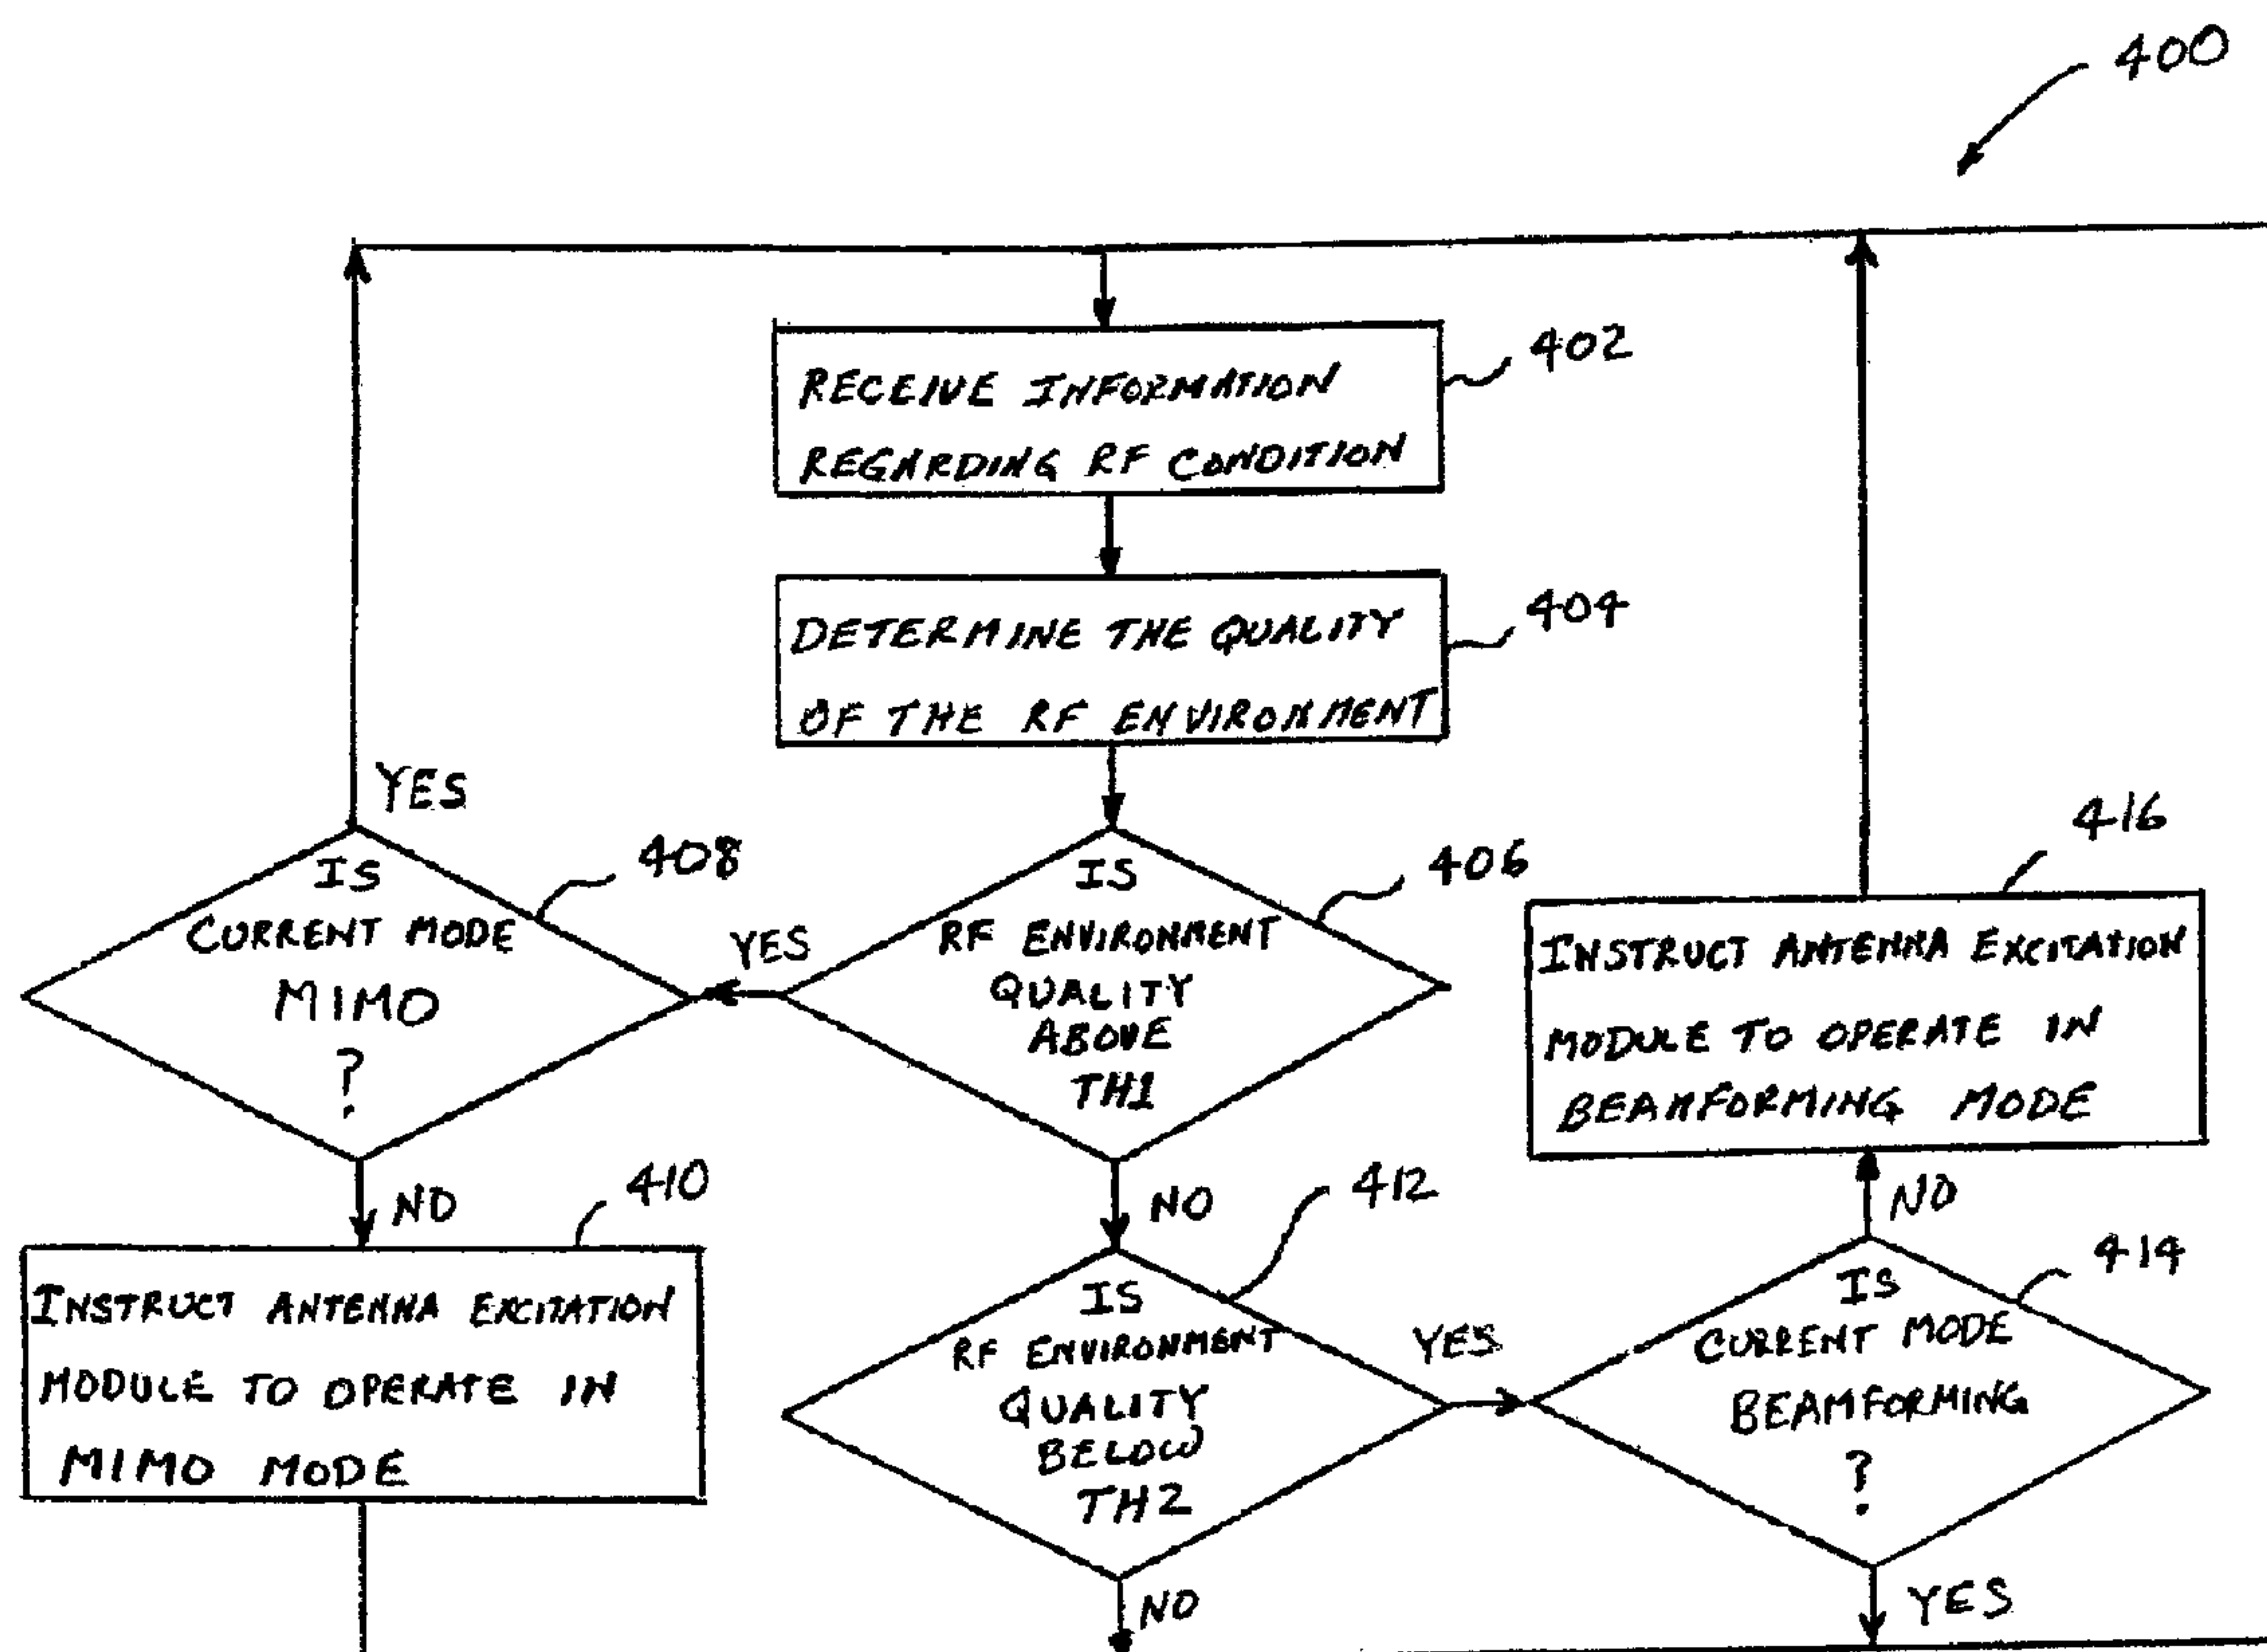 400
RECEIVE INFORMATION
REGARDING RF CONDITION
402
DETERMINE THE QUALITY
OF THE RF ENVIRONMENT
404
YES
IS
CURRENT MODE
MIMO
?
408
YES
IS
RF ENVIRONMENT
QUALITY
ABOVE
TH1
406
416
INSTRUCT ANTENNA EXCITATION
MODULE TO OPERATE IN
BEAMFORMING MODE
NO
410
INSTRUCT ANTENNA EXCITATION
MODULE TO OPERATE IN
MIMO MODE
NO
412
IS
RF ENVIRONMENT
QUALITY
BELOW
TH2
YES
NO
414
IS
CURRENT MODE
BEAMFORMING
?
NO
YES